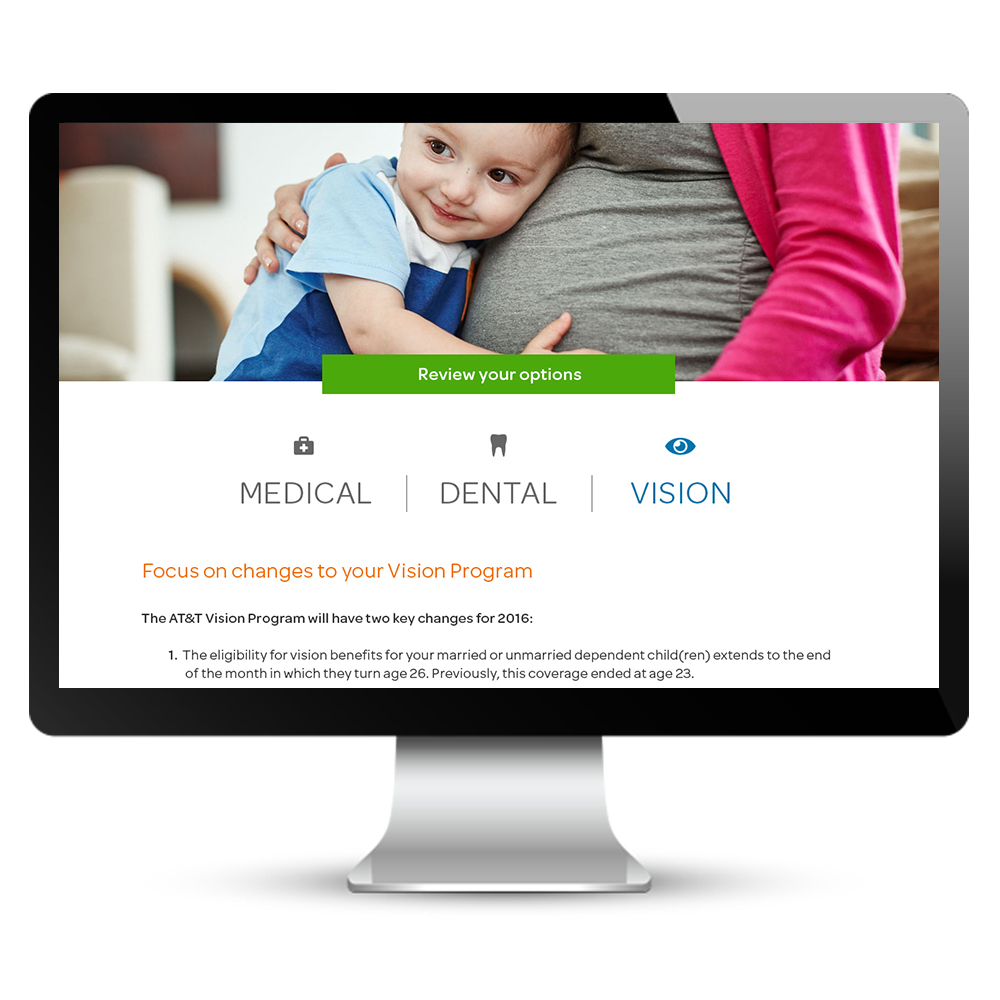 Review your options
MEDICAL
DENTAL
VISION
Focus on changes to your Vision Program
The AT&T Vision Program will have two key changes for 2016:
1. The eligibility for vision benefits for your married or unmarried dependent child(ren) extends to the end
of the month in which they turn age 26. Previously, this coverage ended at age 23.